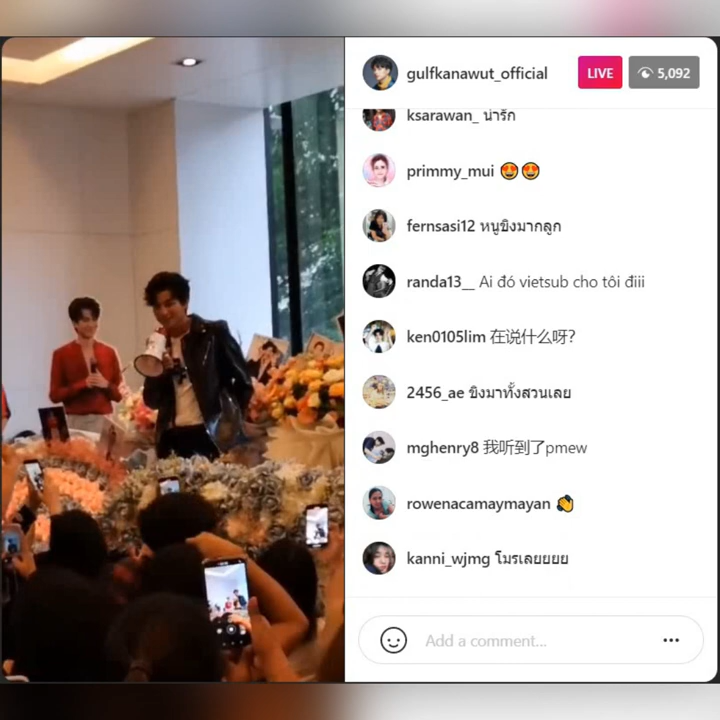 gulfkanawut_official LIVE 5,092
ksarawan_ น่ารัก
primmy_mui 😍😍
fernsasi12 หนูขิงมากลูก
randa13__ Ai đó vietsub cho tôi điii
ken0105lim 在说什么呀?
2456_ae ขิงมาทั้งสวนเลย
mghenry8 我听到了pmew
rowenacamaymayan 👏
kanni_wjmg โมรเลยยยย
Add a comment...